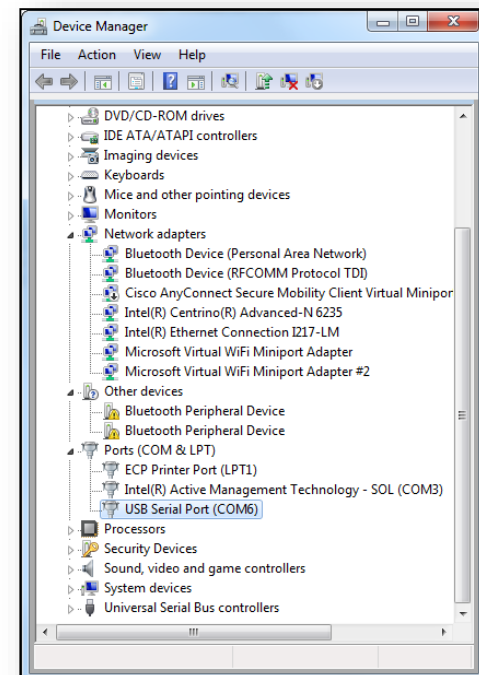 Device Manager
File Action View Help
DVD/CD-ROM drives
IDE ATA/ATAPI controllers
Imaging devices
Keyboards
Mice and other pointing devices
Monitors
Network adapters
Bluetooth Device (Personal Area Network)
Bluetooth Device (RFCOMM Protocol TDI)
Cisco AnyConnect Secure Mobility Client Virtual Minipor
Intel(R) Centrino(R) Advanced-N 6235
Intel(R) Ethernet Connection I217-LM
Microsoft Virtual WiFi Miniport Adapter
Microsoft Virtual WiFi Miniport Adapter #2
Other devices
Bluetooth Peripheral Device
Bluetooth Peripheral Device
Ports (COM & LPT)
ECP Printer Port (LPT1)
Intel(R) Active Management Technology - SOL (COM3)
USB Serial Port (COM6)
Processors
Security Devices
Sound, video and game controllers
System devices
Universal Serial Bus controllers